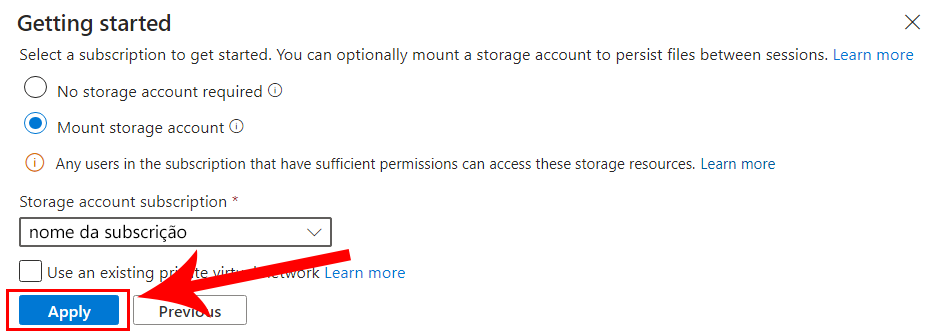 Getting started
Select a subscription to get started. You can optionally mount a storage account to persist files between sessions. Learn more
No storage account required
Mount storage account
Any users in the subscription that have sufficient permissions can access these storage resources. Learn more
Storage account subscription *
nome da subscrição
Use an existing private virtual network Learn more
Apply Previous